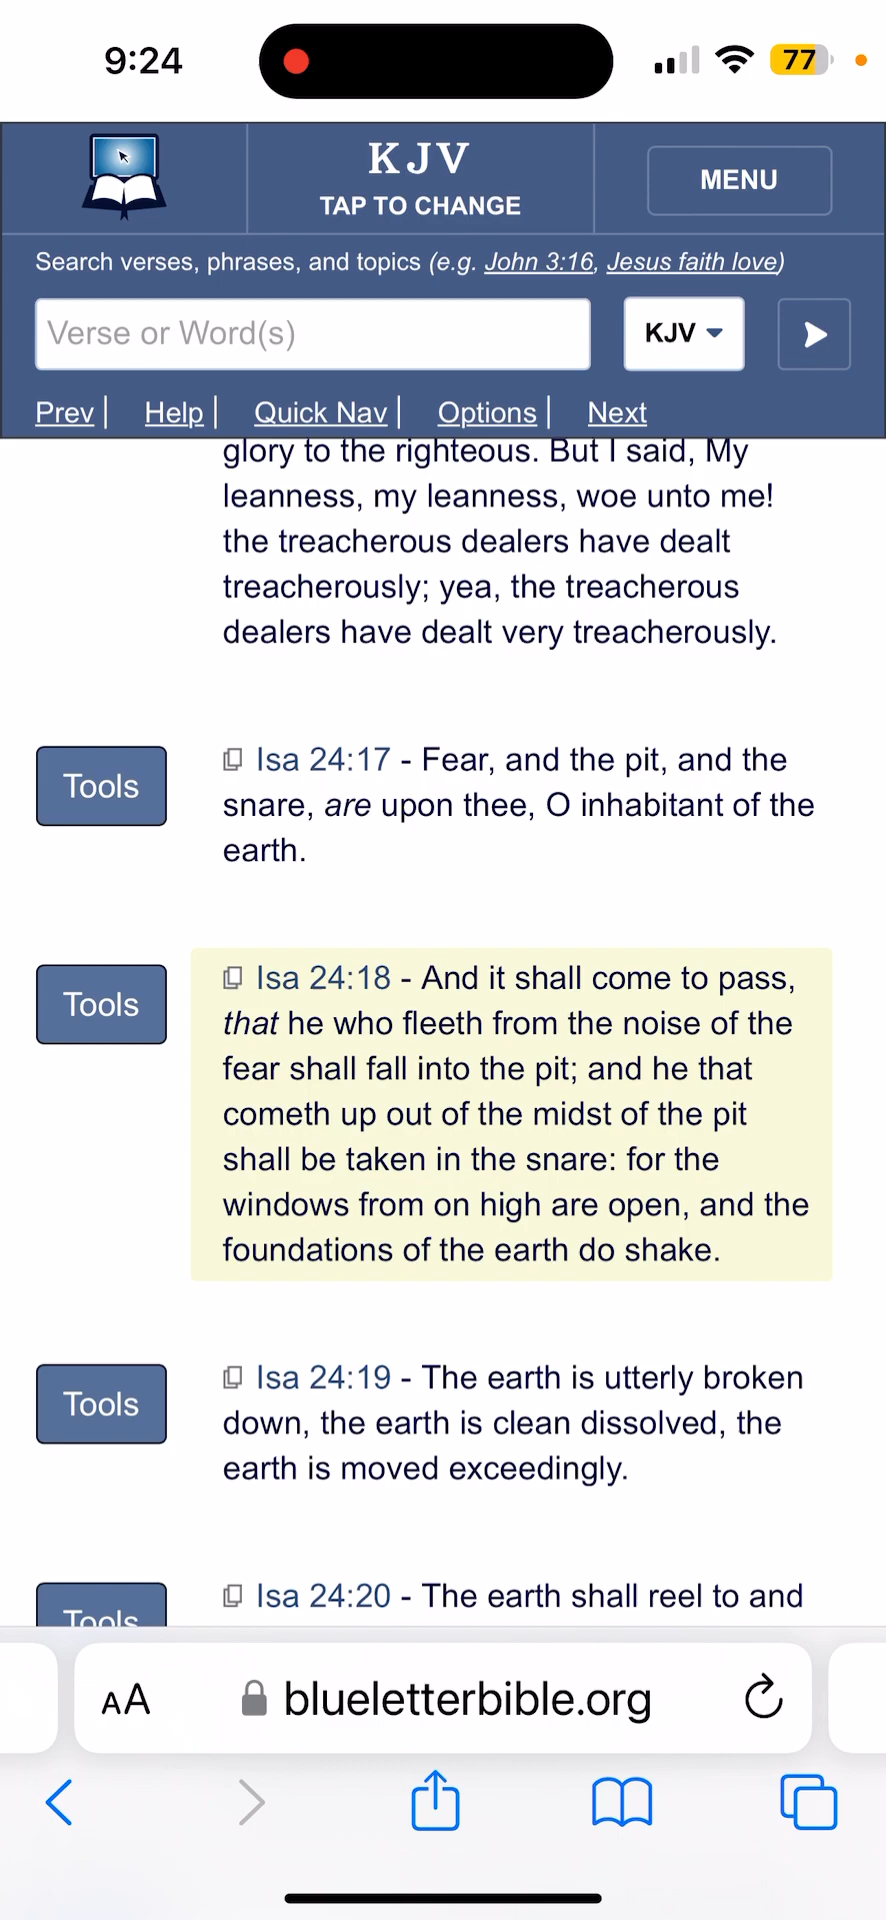 9:24
77
KJV
TAP TO CHANGE
MENU
Search verses, phrases, and topics (e.g. John 3:16, Jesus faith love)
Verse or Word(s)
KJV
Prev | Help | Quick Nav | Options | Next
glory to the righteous. But I said, My
leanness, my leanness, woe unto me!
the treacherous dealers have dealt
treacherously; yea, the treacherous
dealers have dealt very treacherously.
Tools
Isa 24:17 - Fear, and the pit, and the
snare, are upon thee, O inhabitant of the
earth.
Tools
Isa 24:18 - And it shall come to pass,
that he who fleeth from the noise of the
fear shall fall into the pit; and he that
cometh up out of the midst of the pit
shall be taken in the snare: for the
windows from on high are open, and the
foundations of the earth do shake.
Tools
Isa 24:19 - The earth is utterly broken
down, the earth is clean dissolved, the
earth is moved exceedingly.
Tools
Isa 24:20 - The earth shall reel to and
AA
blueletterbible.org